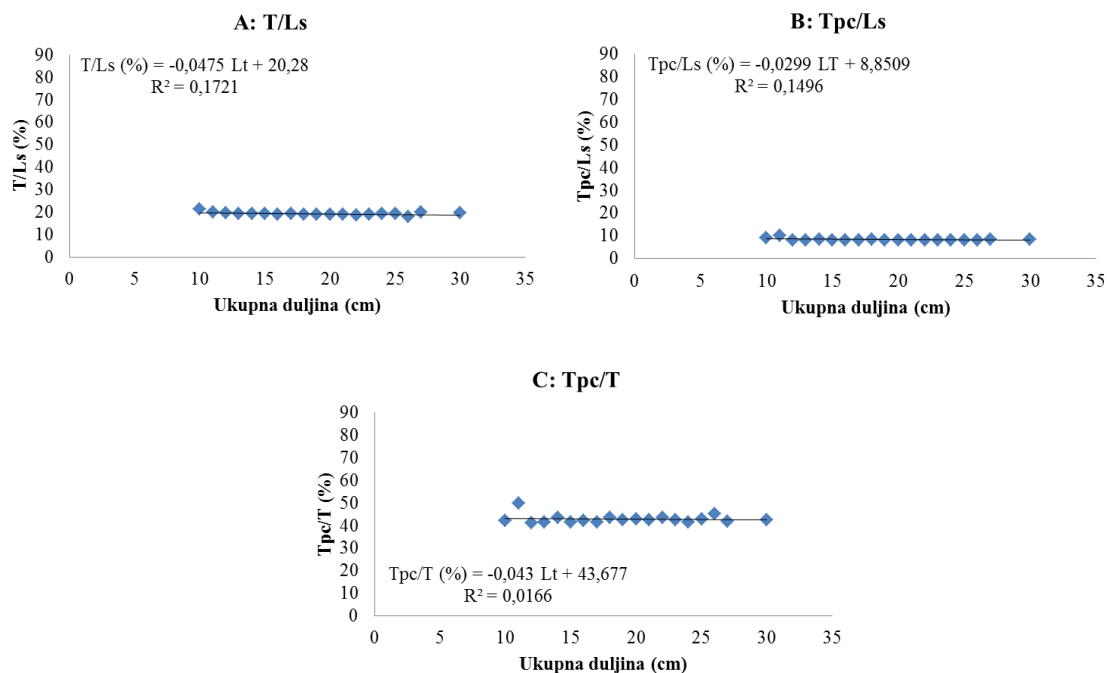 A: T/Ls
T/Ls (%) = -0,0475 Lt + 20,28
R² = 0,1721
T/Ls (%)
90
80
70
60
50
40
30
20
10
0
0 5 10 15 20 25 30 35
Ukupna duljina (cm)
B: Tpc/Ls
Tpc/Ls (%) = -0,0299 LT + 8,8509
R² = 0,1496
Tpc/Ls (%)
90
80
70
60
50
40
30
20
10
0
0 5 10 15 20 25 30 35
Ukupna duljina (cm)
C: Tpc/T
Tpc/T (%)
90
80
70
60
50
40
30
20
10
0
Tpc/T (%) = -0,043 Lt + 43,677
R² = 0,0166
0 5 10 15 20 25 30 35
Ukupna duljina (cm)